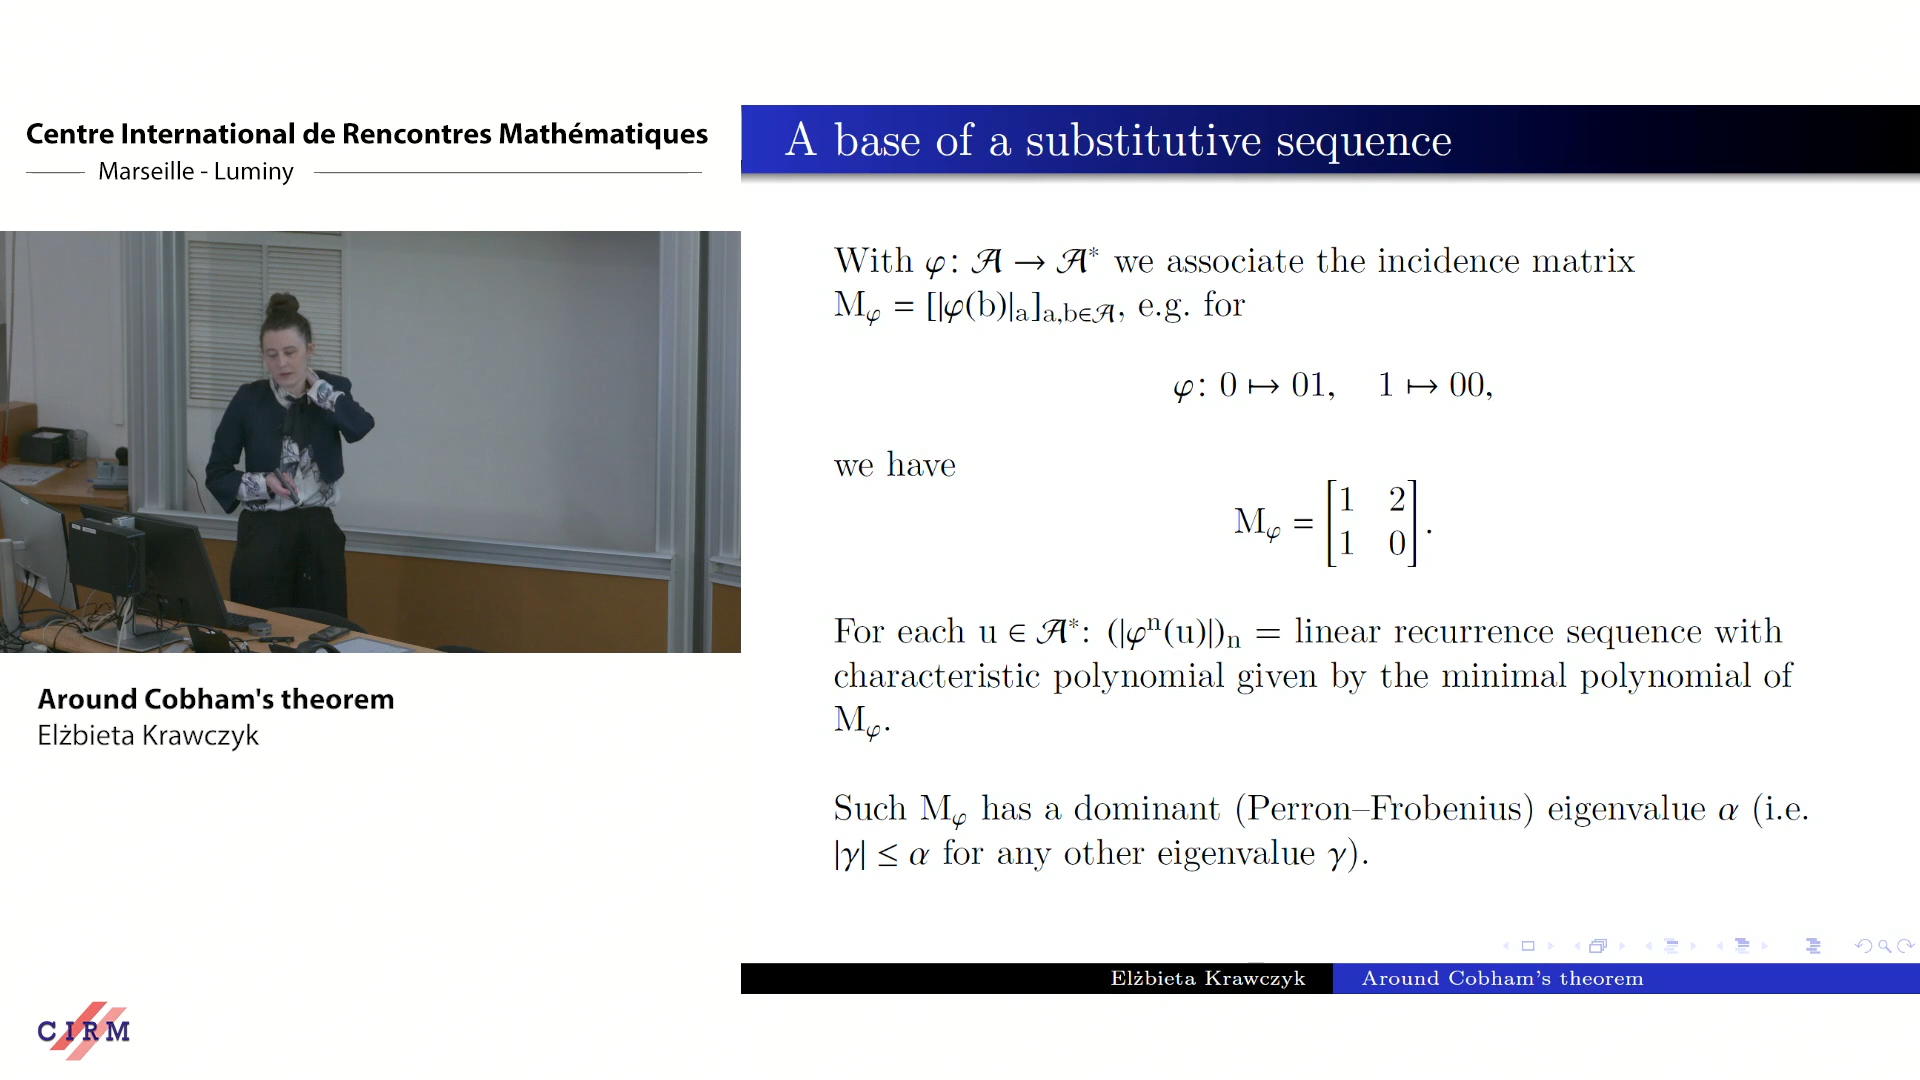 Centre International de Rencontres Mathématiques
Marseille - Luminy
Around Cobham's theorem
Elżbieta Krawczyk
CIRM
A base of a substitutive sequence
With φ: 𝒜 → 𝒜* we associate the incidence matrix
M_φ = [|φ(b)|_a]_{a,b∈𝒜}, e.g. for
φ: 0 ↦ 01, 1 ↦ 00,
we have
M_φ = [1 2
1 0].
For each u ∈ 𝒜*: (|φ^n(u)|)_n = linear recurrence sequence with
characteristic polynomial given by the minimal polynomial of
M_φ.
Such M_φ has a dominant (Perron–Frobenius) eigenvalue α (i.e.
|γ| ≤ α for any other eigenvalue γ).
Elżbieta Krawczyk
Around Cobham's theorem